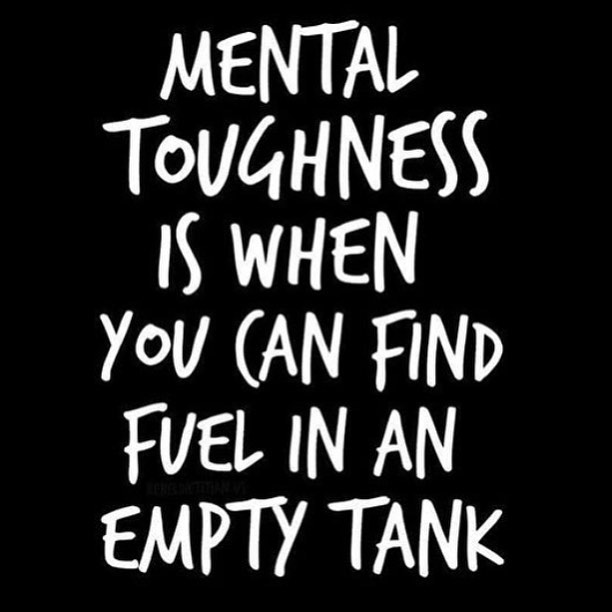 MENTAL
TOUGHNESS
IS WHEN
YOU CAN FIND
FUEL IN AN
EMPTY TANK